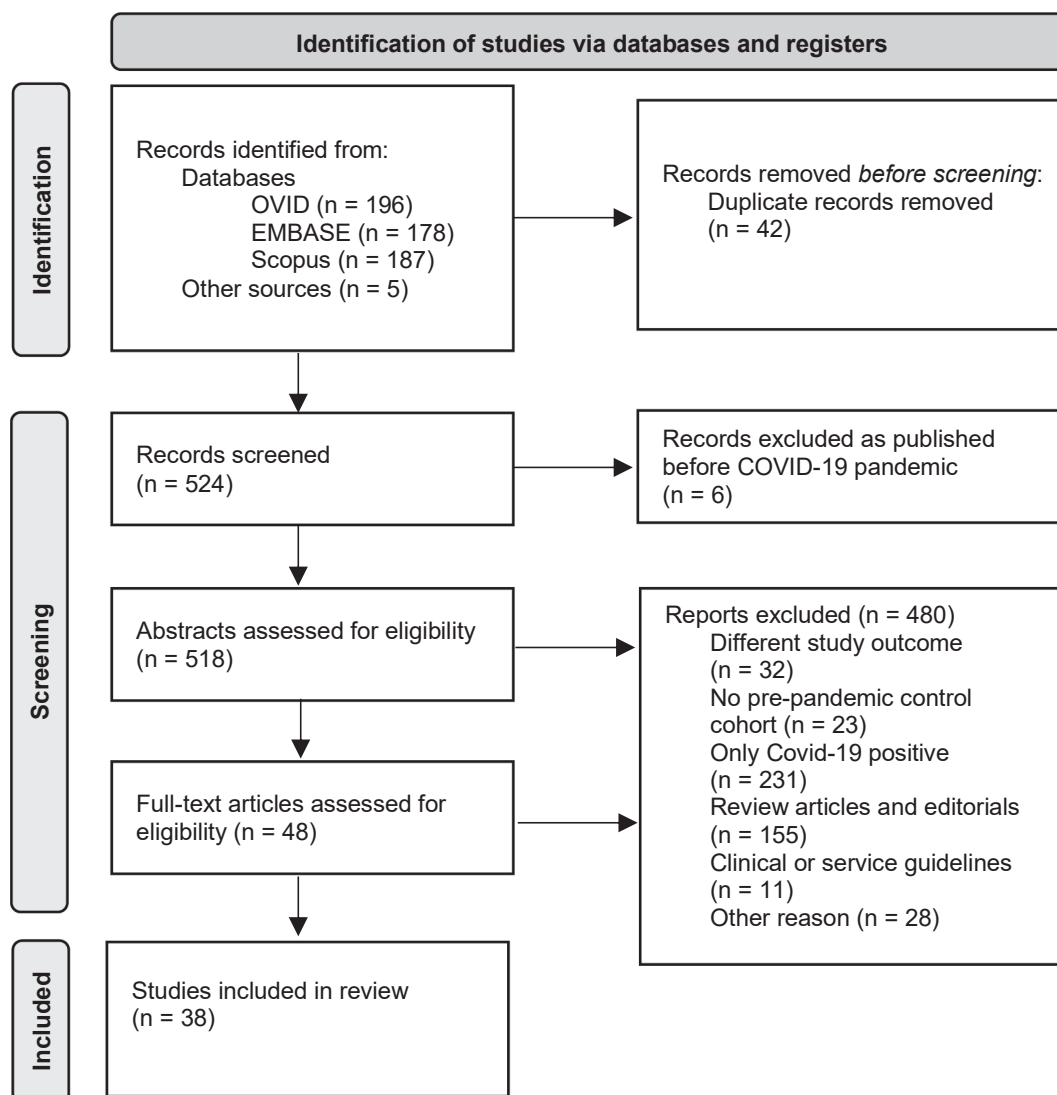 Identification of studies via databases and registers
Identification
Records identified from:
Databases
OVID (n = 196)
EMBASE (n = 178)
Scopus (n = 187)
Other sources (n = 5)
Records removed before screening:
Duplicate records removed
(n = 42)
Screening
Records screened
(n = 524)
Records excluded as published
before COVID-19 pandemic
(n = 6)
Abstracts assessed for eligibility
(n = 518)
Reports excluded (n = 480)
Different study outcome
(n = 32)
No pre-pandemic control
cohort (n = 23)
Only Covid-19 positive
(n = 231)
Review articles and editorials
(n = 155)
Clinical or service guidelines
(n = 11)
Other reason (n = 28)
Full-text articles assessed for
eligibility (n = 48)
Included
Studies included in review
(n = 38)